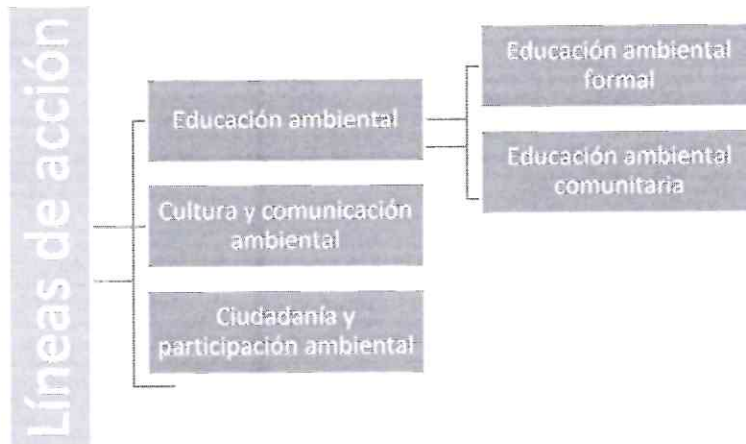 Líneas de acción
Educación ambiental
Educación ambiental
formal
Educación ambiental
comunitaria
Cultura y comunicación
ambiental
Ciudadanía y
participación ambiental